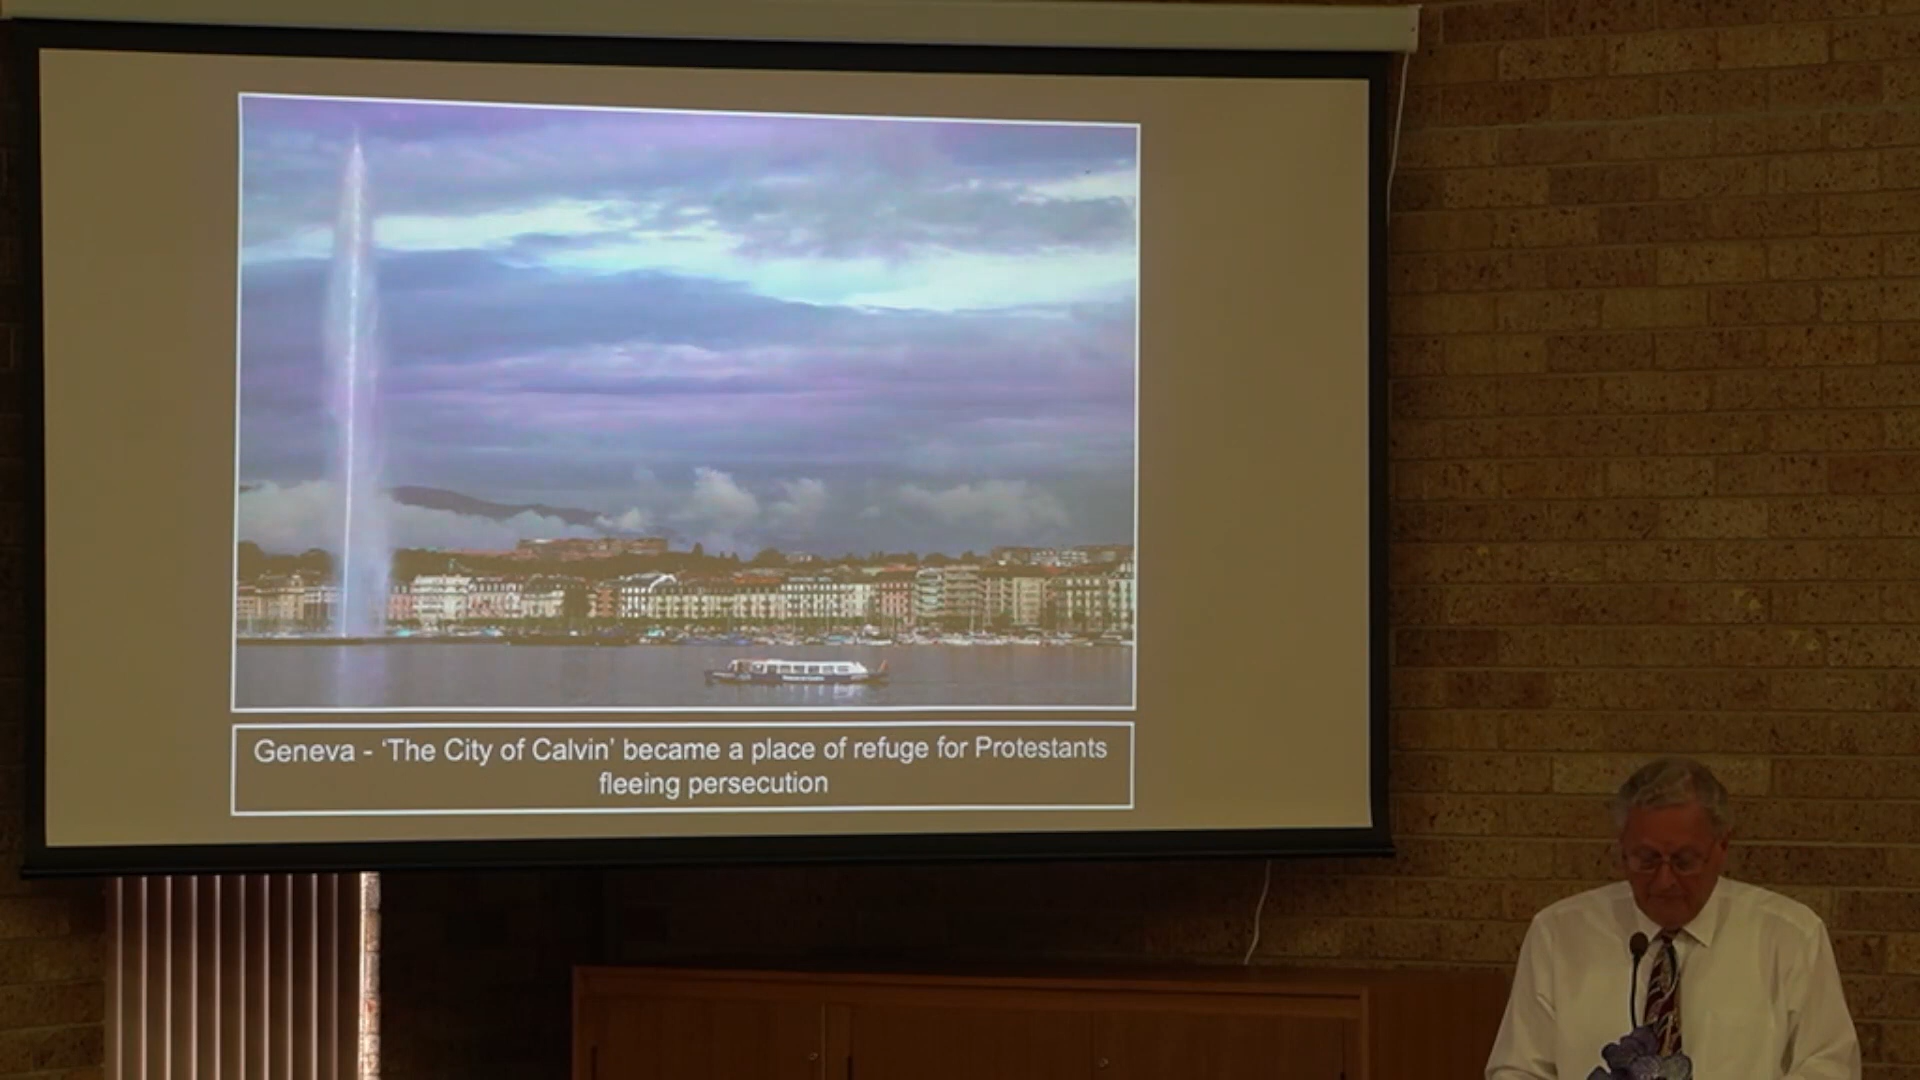 Geneva - ‘The City of Calvin’ became a place of refuge for Protestants
fleeing persecution